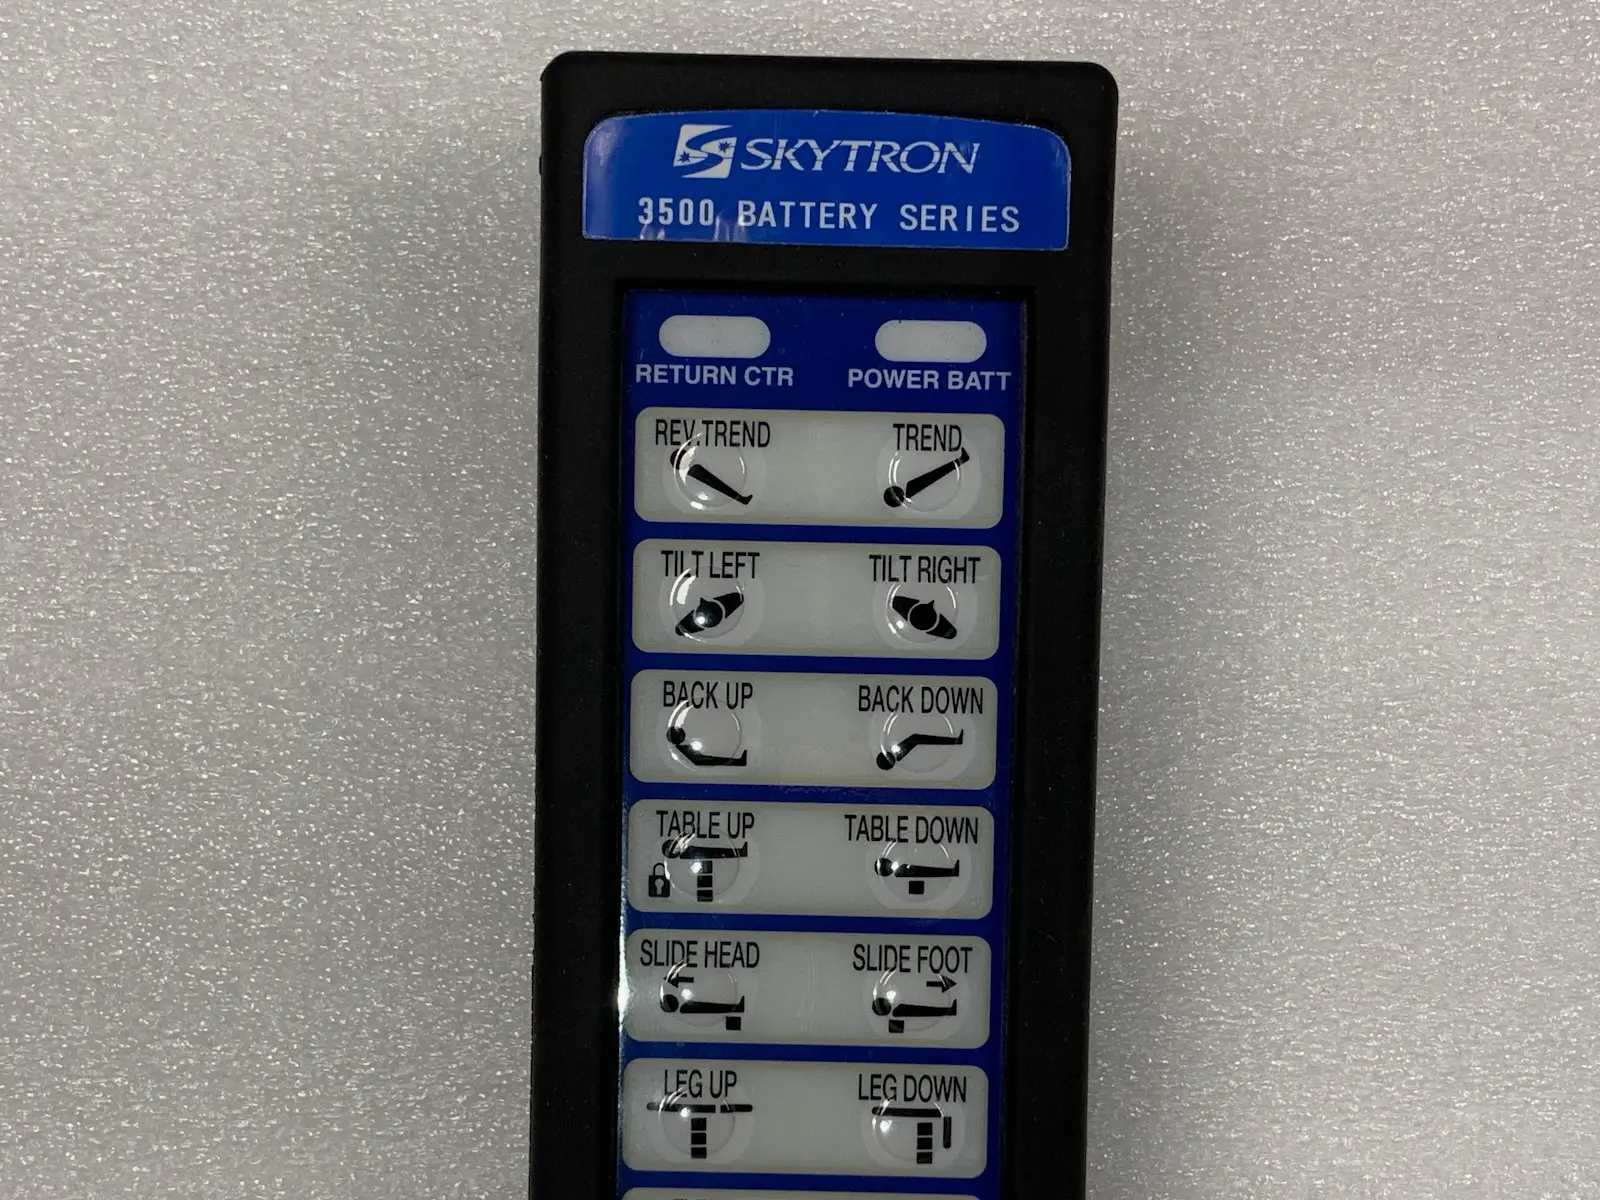 SKYTRON
3500 BATTERY SERIES
RETURN CTR POWER BATT
REV.TREND TREND
TILT LEFT TILT RIGHT
BACK UP BACK DOWN
TABLE UP TABLE DOWN
SLIDE HEAD SLIDE FOOT
LEG UP LEG DOWN